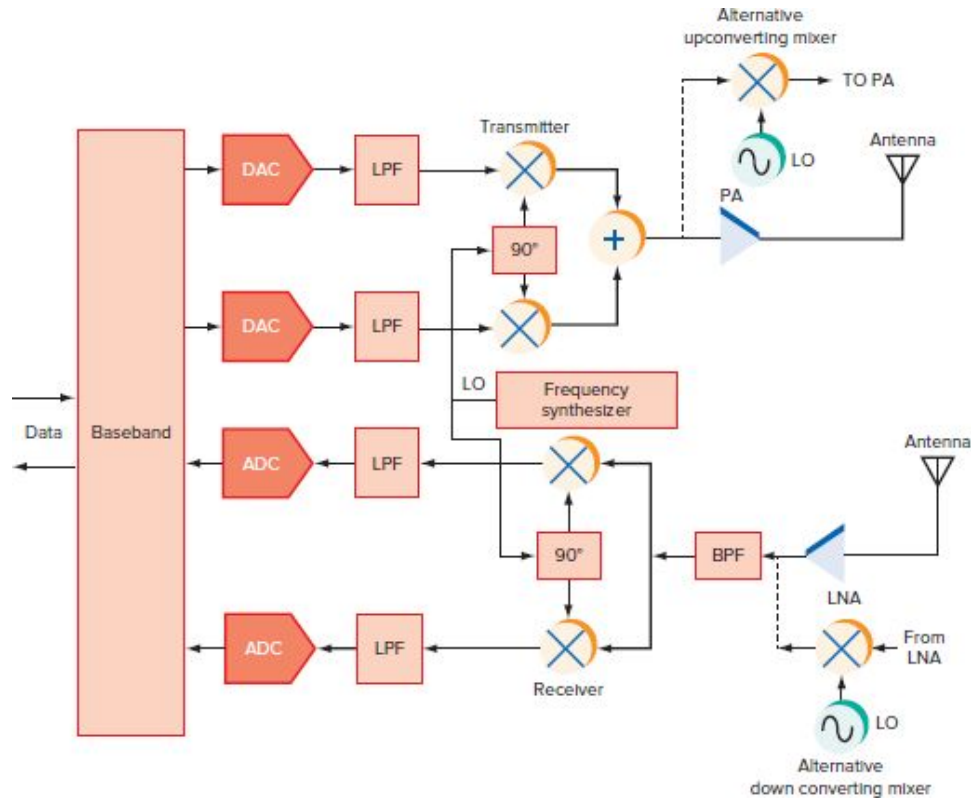 Alternative
upconverting mixer
TO PA
LO
Transmitter
Antenna
PA
DAC
LPF
90°
DAC
LPF
LO
Frequency
synthesizer
Data
Baseband
ADC
LPF
Antenna
90°
BPF
LNA
ADC
LPF
From
LNA
Receiver
LO
Alternative
down converting mixer